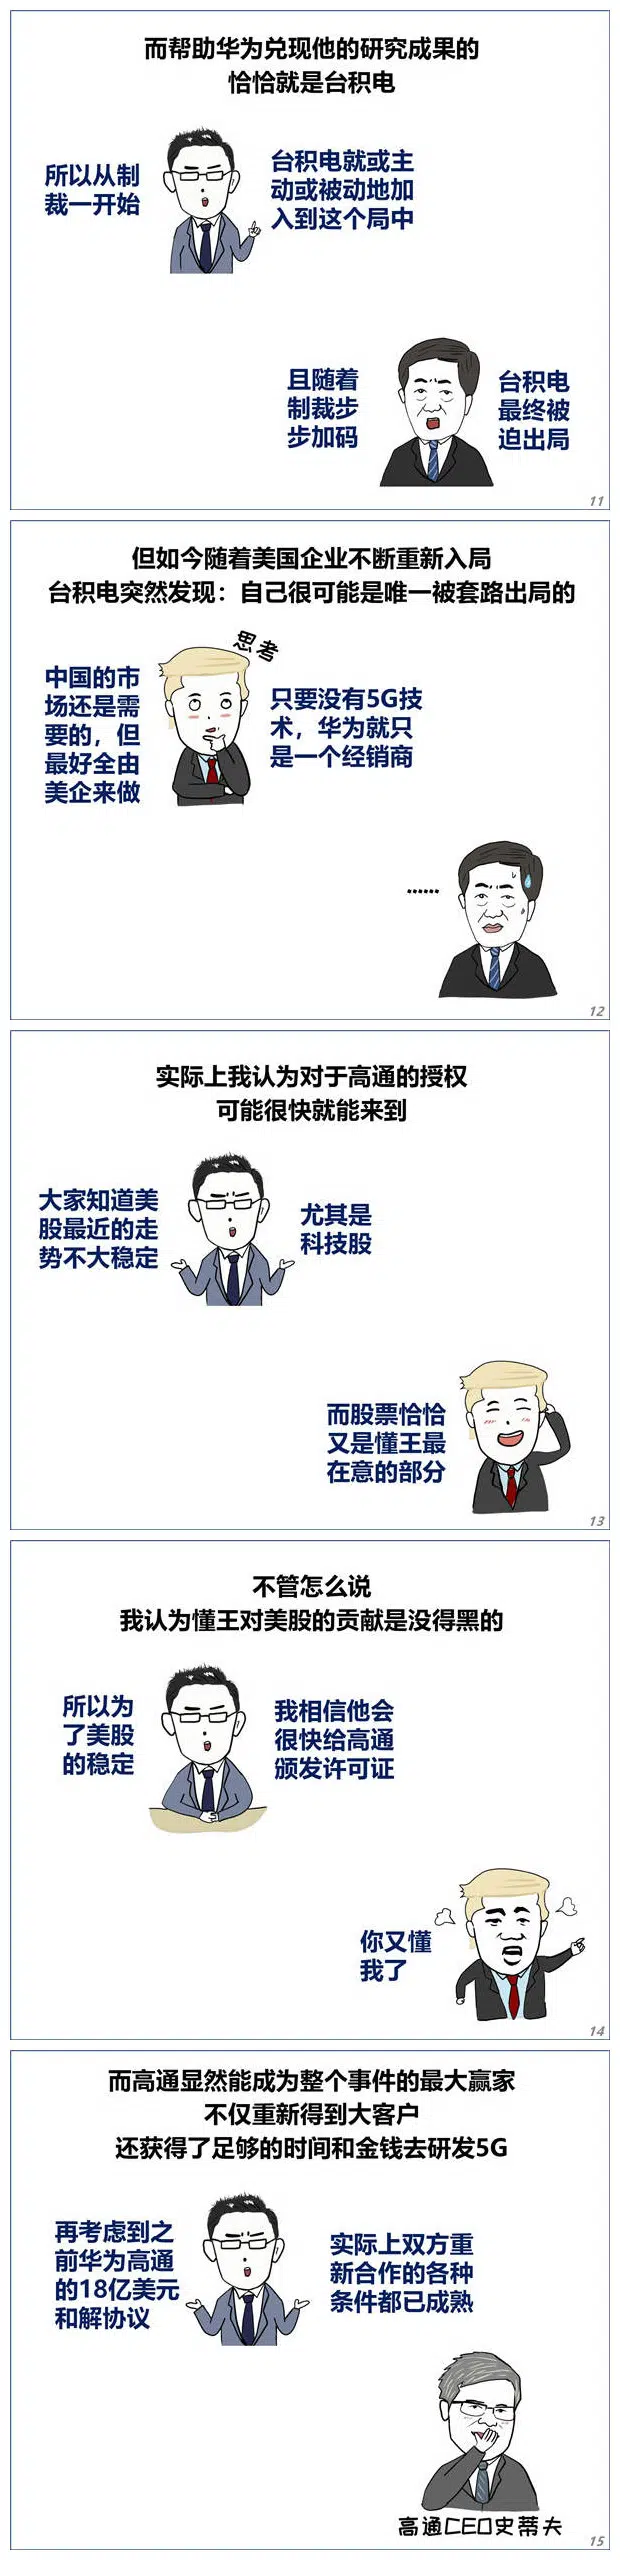 而帮助华为兑现他的研究成果的
恰恰就是台积电
所以从制
裁一开始
台积电就或主
动或被动地加
入到这个局中
且随着
制裁步
步加码
台积电
最终被
迫出局
11
但如今随着美国企业不断重新入局
台积电突然发现：自己很可能是唯一被套路出局的
思考
中国的市
场还是需
要的，但
最好全由
美企来做
只要没有5G技
术，华为就只
是一个经销商
……
12
实际上我认为对于高通的授权
可能很快就能来到
大家知道美
股最近的走
势不大稳定
尤其是
科技股
而股票恰恰
又是懂王最
在意的部分
13
不管怎么说
我认为懂王对美股的贡献是没得黑的
所以为
了美股
的稳定
我相信他会
很快给高通
颁发许可证
你又懂
我了
14
而高通显然能成为整个事件的最大赢家
不仅重新得到大客户
还获得了足够的时间和金钱去研发5G
再考虑到之
前华为高通
的18亿美元
和解协议
实际上双方重
新合作的各种
条件都已成熟
高通CEO史蒂夫
15